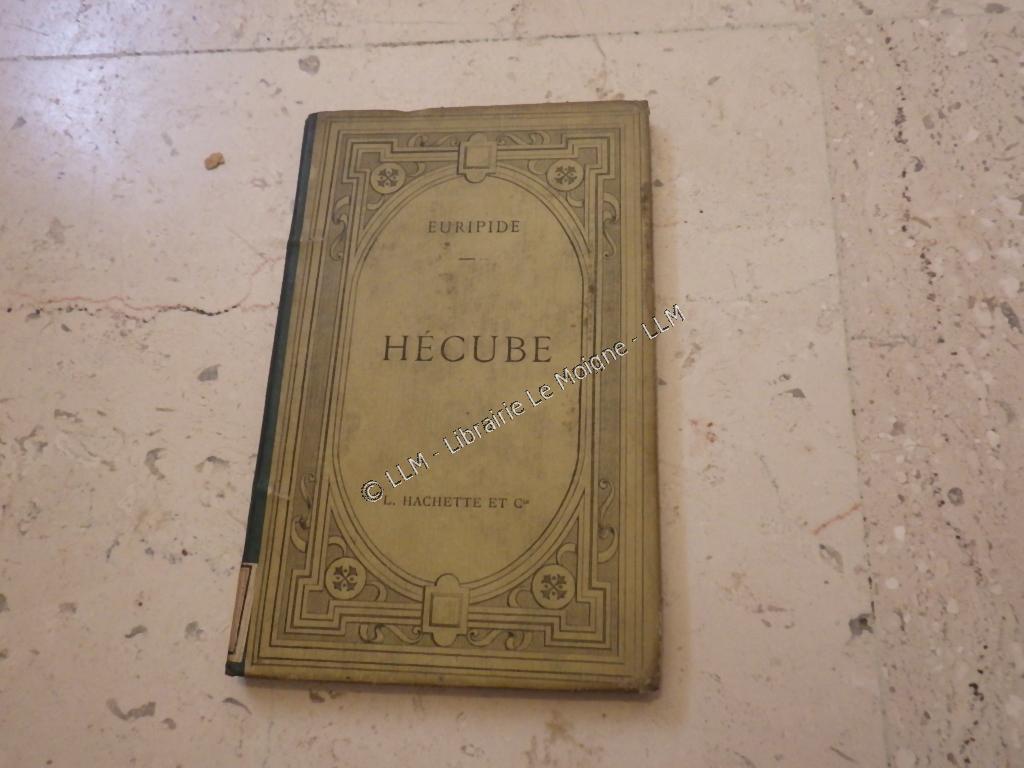 EURIPIDE
HÉCUBE
L. HACHETTE ET Cie
© LLM - Librairie Le Moigne - LLM